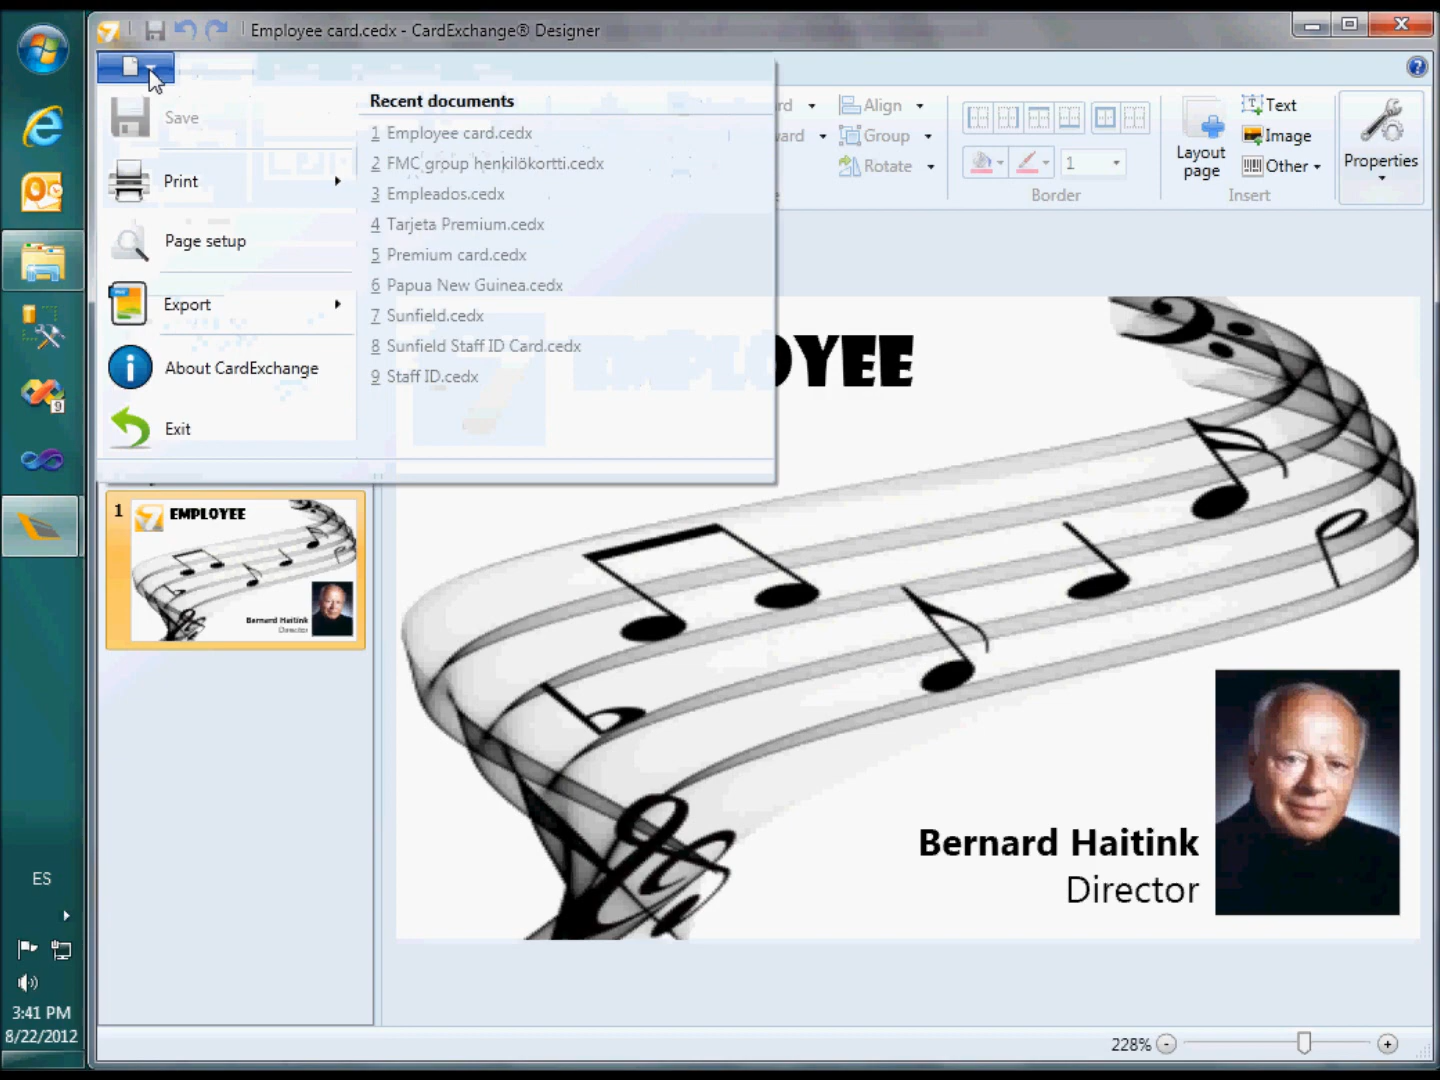 Employee card.cedx - CardExchange® Designer
Save
Print
Page setup
Export
About CardExchange
Exit
Recent documents
1 Employee card.cedx
2 FMC group henkilökortti.cedx
3 Empleados.cedx
4 Tarjeta Premium.cedx
5 Premium card.cedx
6 Papua New Guinea.cedx
7 Sunfield.cedx
8 Sunfield Staff ID Card.cedx
9 Staff ID.cedx
Align
Group
Rotate
1
Border
Layout page
Text
Image
Other
Insert
Properties
1
EMPLOYEE
Bernard Haitink
Director
OYEE
Bernard Haitink
Director
9
ES
3:41 PM
8/22/2012
228%